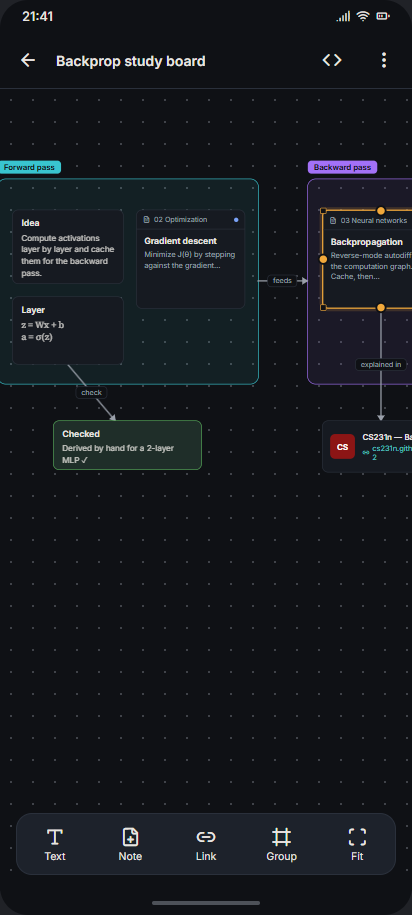 21:41
Backprop study board
Forward pass
Backward pass
Idea
Compute activations
layer by layer and cache
them for the backward
pass.
02 Optimization
Gradient descent
Minimize J(θ) by stepping
against the gradient...
03 Neural networks
Backpropagation
Reverse-mode autodiff
the computation graph.
Cache, then...
feeds
Layer
z = Wx + b
a = σ(z)
check
explained in
Checked
Derived by hand for a 2-layer
MLP ✓
CS
CS231n — Ba
cs231n.gith
2
Text
Note
Link
Group
Fit